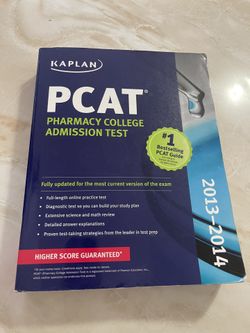 KAPLAN
PCAT®
PHARMACY COLLEGE
ADMISSION TEST
#1
Bestselling
PCAT Guide
Fully updated for the most current version of the exam
• Full-length online practice test
• Diagnostic test so you can build your study plan
• Extensive science and math review
• Detailed answer explanations
• Proven test-taking strategies from the leader in test prep
2013-2014
HIGHER SCORE GUARANTEED*